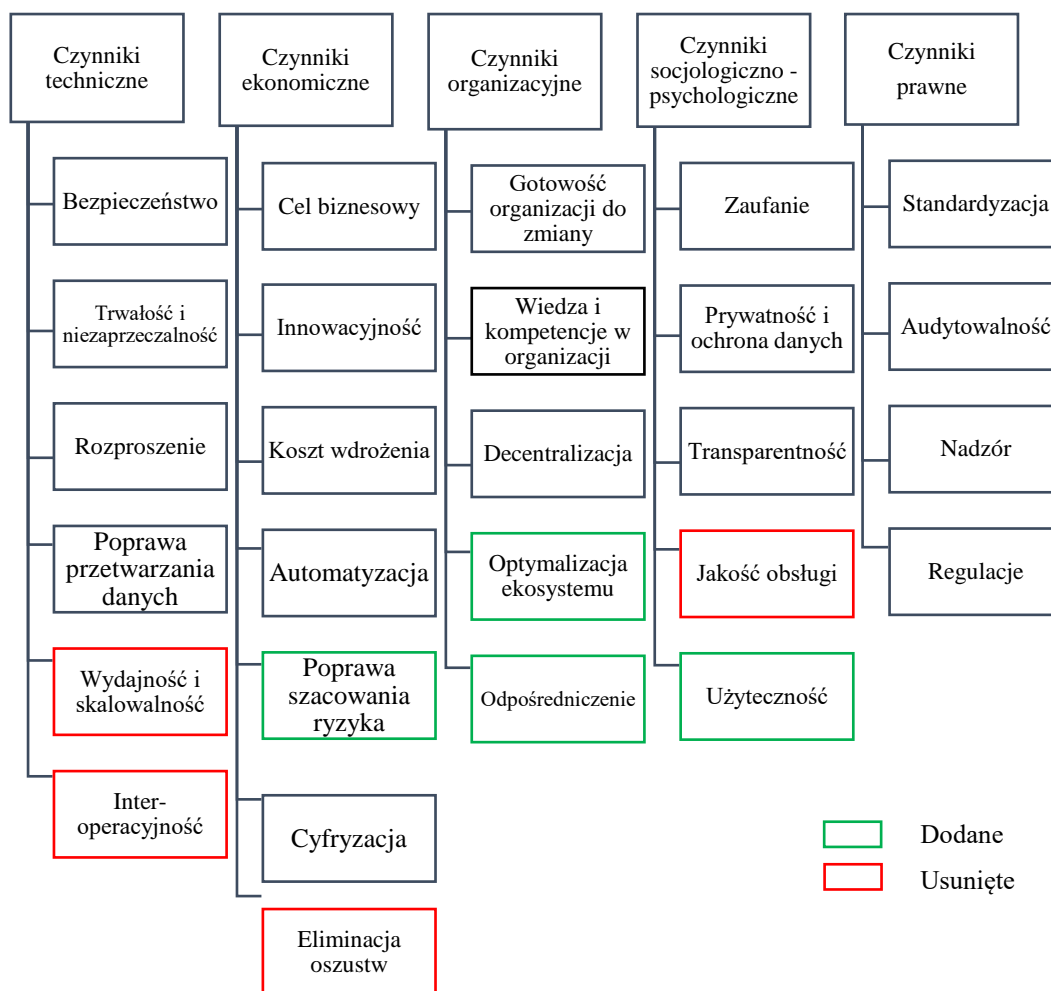 Czynniki
techniczne
Czynniki
ekonomiczne
Czynniki
organizacyjne
Czynniki
socjologiczno -
psychologiczne
Czynniki
prawne
Bezpieczeństwo
Cel biznesowy
Gotowość
organizacji do
zmiany
Zaufanie
Standardyzacja
Trwałość i
niezaprzeczalność
Innowacyjność
Wiedza i
kompetencje w
organizacji
Prywatność i
ochrona danych
Audytowalność
Rozproszenie
Koszt wdrożenia
Decentralizacja
Transparentność
Nadzór
Poprawa
przetwarzania
danych
Automatyzacja
Optymalizacja
ekosystemu
Jakość obsługi
Regulacje
Wydajność i
skalowalność
Poprawa
szacowania
ryzyka
Odpośredniczenie
Użyteczność
Inter-
operacyjność
Cyfryzacja
Eliminacja
oszustw
Dodane
Usunięte